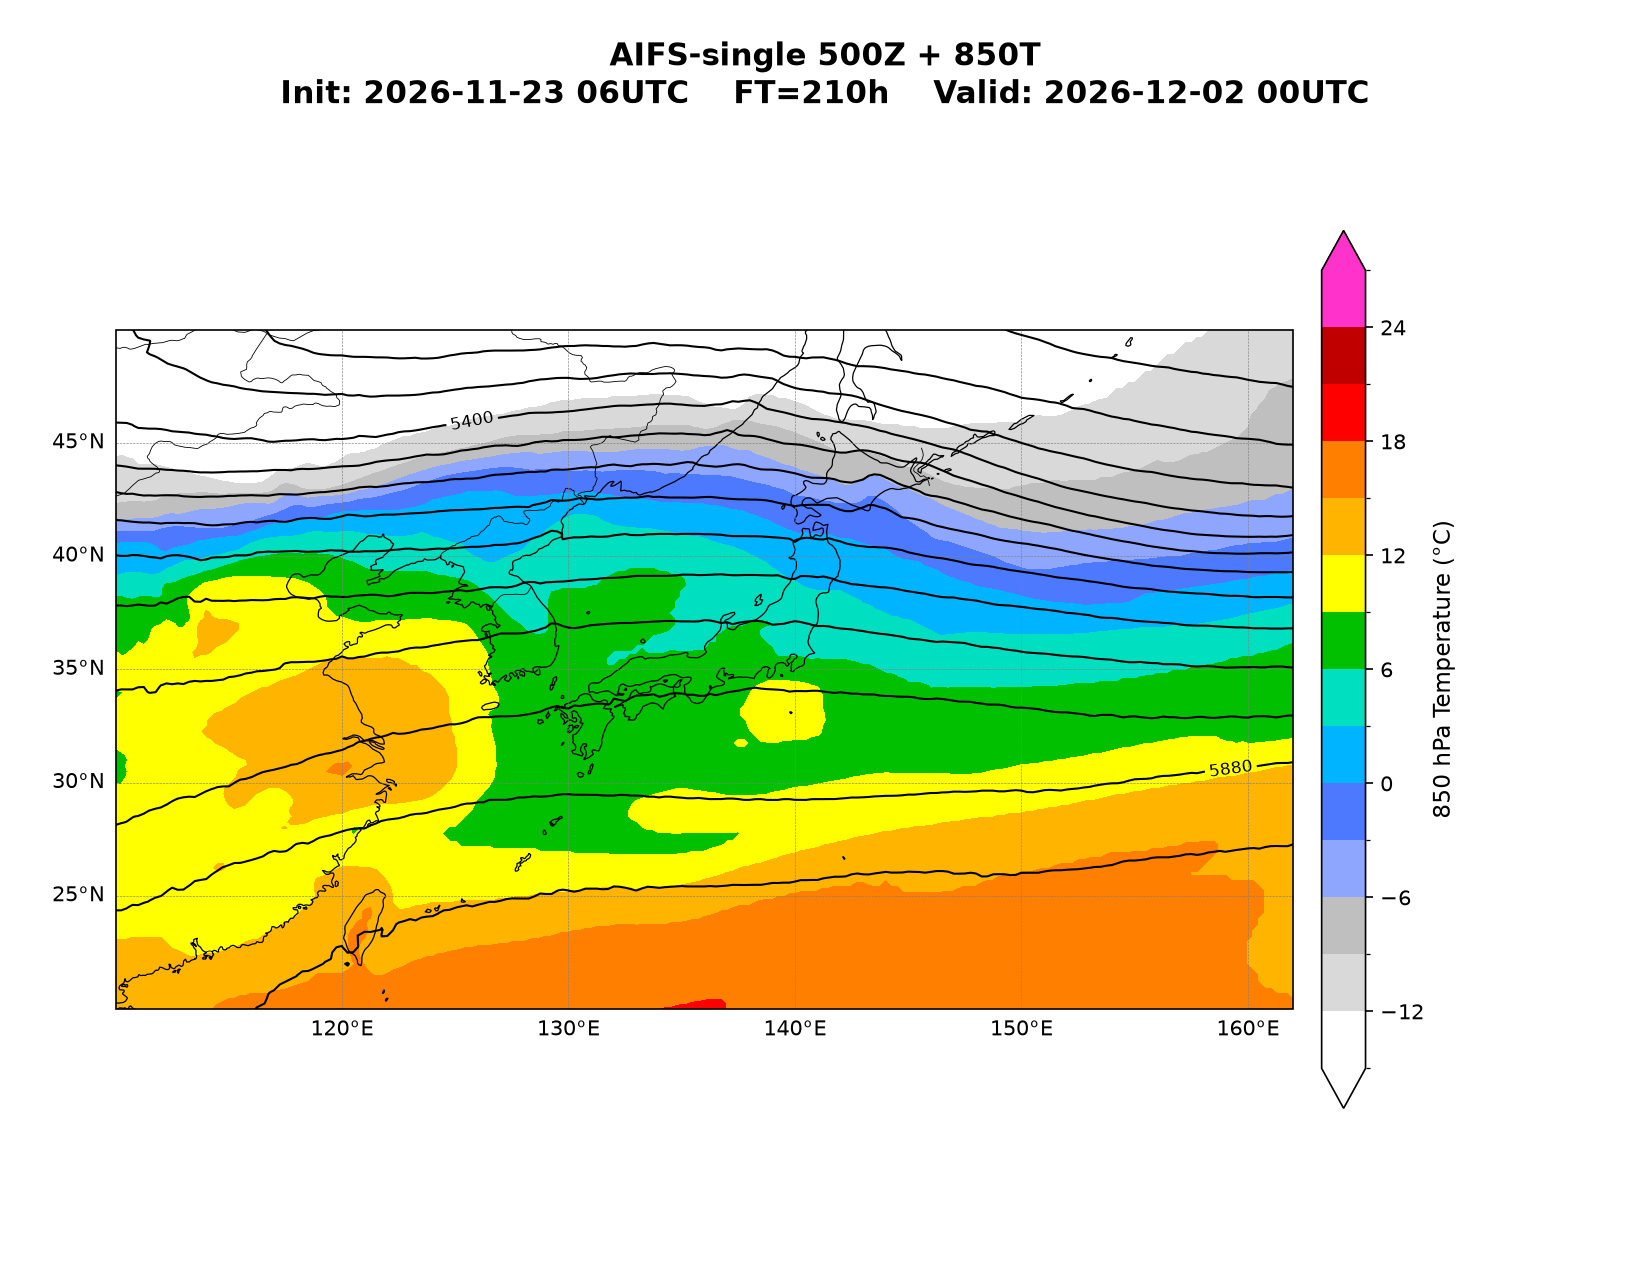 AIFS-single 500Z + 850T
Init: 2026-11-23 06UTC    FT=210h    Valid: 2026-12-02 00UTC
5400
5880
45°N
40°N
35°N
30°N
25°N
120°E
130°E
140°E
150°E
160°E
24
18
12
6
0
−6
−12
850 hPa Temperature (°C)